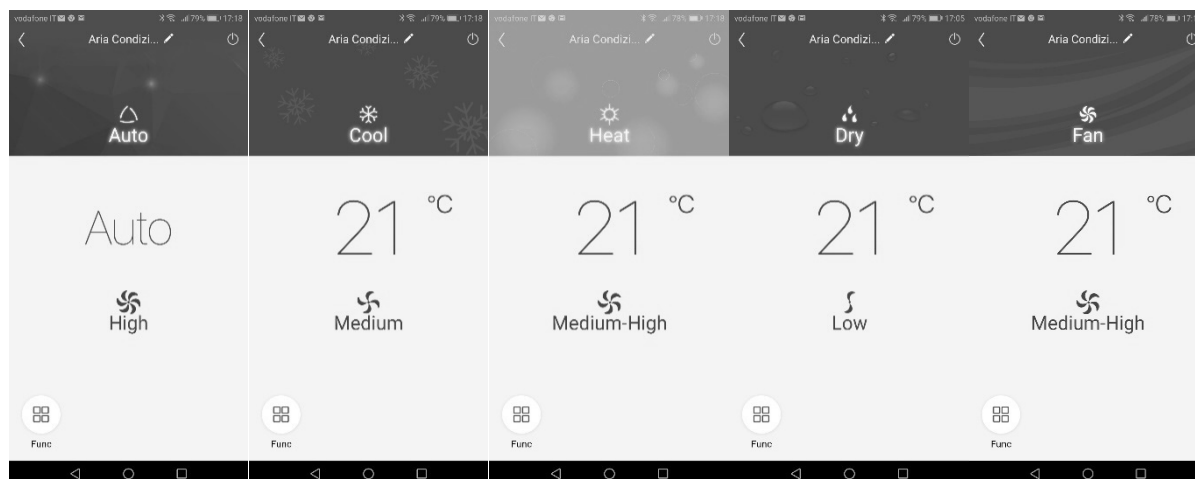 vodafone IT 79% 17:18
Aria Condizi...
Auto
Auto
High
Func
vodafone IT 79% 17:18
Aria Condizi...
Cool
21 °C
Medium
Func
vodafone IT 78% 17:18
Aria Condizi...
Heat
21 °C
Medium-High
Func
vodafone IT 79% 17:05
Aria Condizi...
Dry
21 °C
Low
Func
vodafone IT 78%
Aria Condizi...
Fan
21 °C
Medium-High
Func